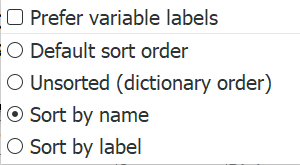 Prefer variable labels
Default sort order
Unsorted (dictionary order)
Sort by name
Sort by label